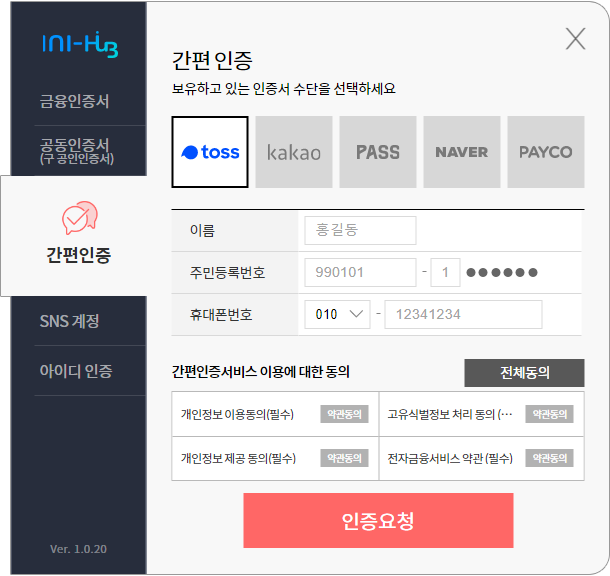 INI-HUB
금융인증서
공동인증서
(구 공인인증서)
간편인증
SNS 계정
아이디 인증
Ver. 1.0.20
간편 인증
보유하고 있는 인증서 수단을 선택하세요
toss kakao PASS NAVER PAYCO
이름 홍길동
주민등록번호 990101 - 1 ●●●●●●
휴대폰번호 010 - 12341234
간편인증서비스 이용에 대한 동의 전체동의
개인정보 이용동의(필수) 약관동의 고유식벌정보 처리 동의 (… 약관동의
개인정보 제공 동의(필수) 약관동의 전자금융서비스 약관 (필수) 약관동의
인증요청